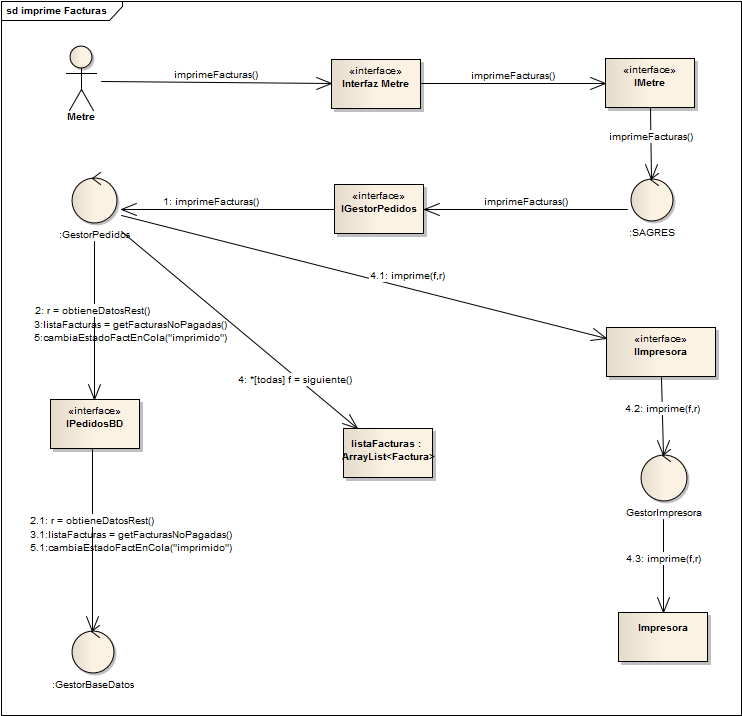 sd imprime Facturas
Metre
imprimeFacturas()
«interface»
Interfaz Metre
imprimeFacturas()
«interface»
IMetre
imprimeFacturas()
:SAGRES
imprimeFacturas()
«interface»
IGestorPedidos
1: imprimeFacturas()
:GestorPedidos
4.1: imprime(f,r)
2: r = obtieneDatosRest()
3:listaFacturas = getFacturasNoPagadas()
5:cambiaEstadoFactEnCola("imprimido")
«interface»
IImpresora
4: *[todas] f = siguiente()
«interface»
IPedidosBD
4.2: imprime(f,r)
listaFacturas :
ArrayList<Factura>
GestorImpresora
2.1: r = obtieneDatosRest()
3.1:listaFacturas = getFacturasNoPagadas()
5.1:cambiaEstadoFactEnCola("imprimido")
4.3: imprime(f,r)
Impresora
:GestorBaseDatos